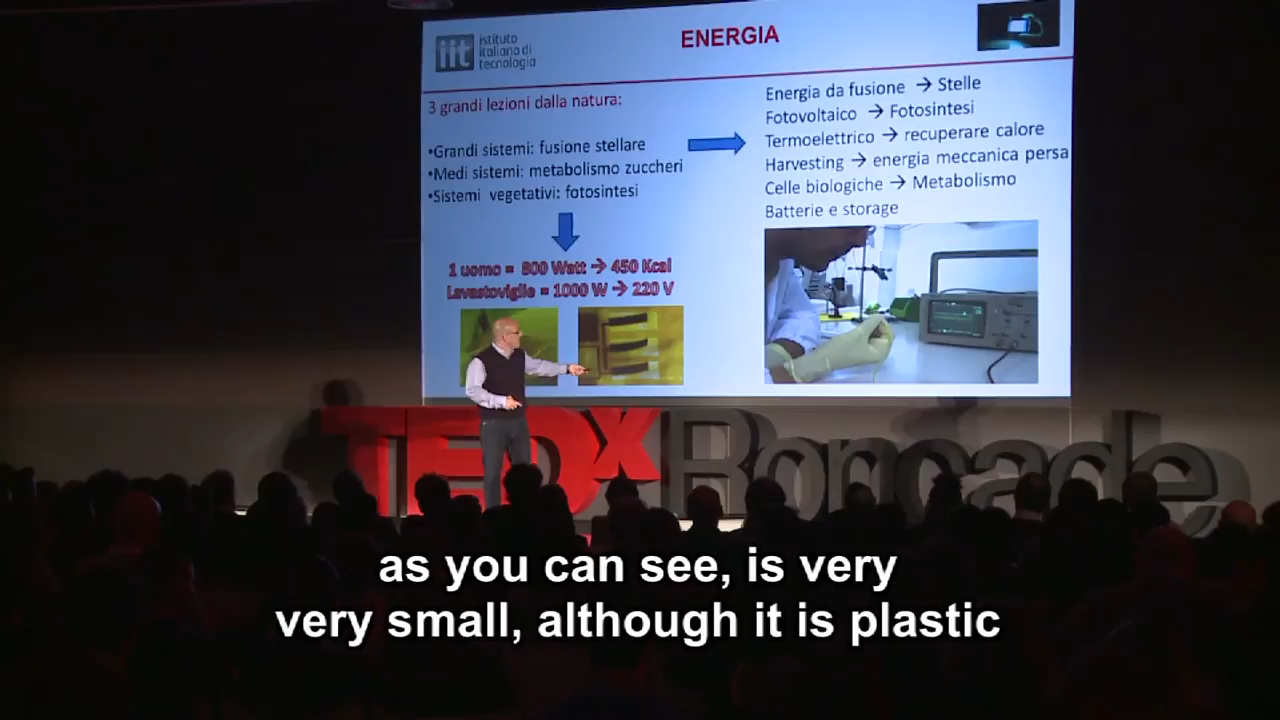 iit
istituto
italiano di
tecnologia
ENERGIA
3 grandi lezioni dalla natura:
•Grandi sistemi: fusione stellare
•Medi sistemi: metabolismo zuccheri
•Sistemi vegetativi: fotosintesi
1 uomo = 800 Watt → 450 Kcal
Lavastoviglie = 1000 W → 220 V
Energia da fusione → Stelle
Fotovoltaico → Fotosintesi
Termoelettrico → recuperare calore
Harvesting → energia meccanica persa
Celle biologiche → Metabolismo
Batterie e storage
TEDxRoncade
as you can see, is very
very small, although it is plastic